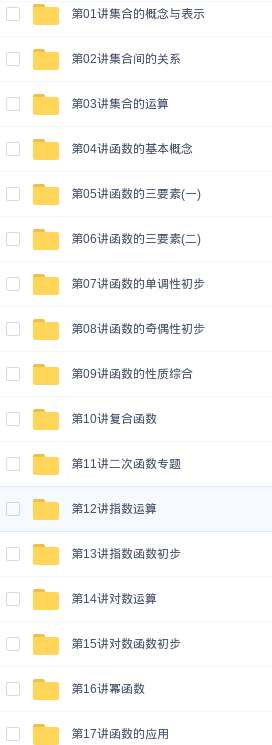 第01讲集合的概念与表示
第02讲集合间的关系
第03讲集合的运算
第04讲函数的基本概念
第05讲函数的三要素(一)
第06讲函数的三要素(二)
第07讲函数的单调性初步
第08讲函数的奇偶性初步
第09讲函数的性质综合
第10讲复合函数
第11讲二次函数专题
第12讲指数运算
第13讲指数函数初步
第14讲对数运算
第15讲对数函数初步
第16讲幂函数
第17讲函数的应用